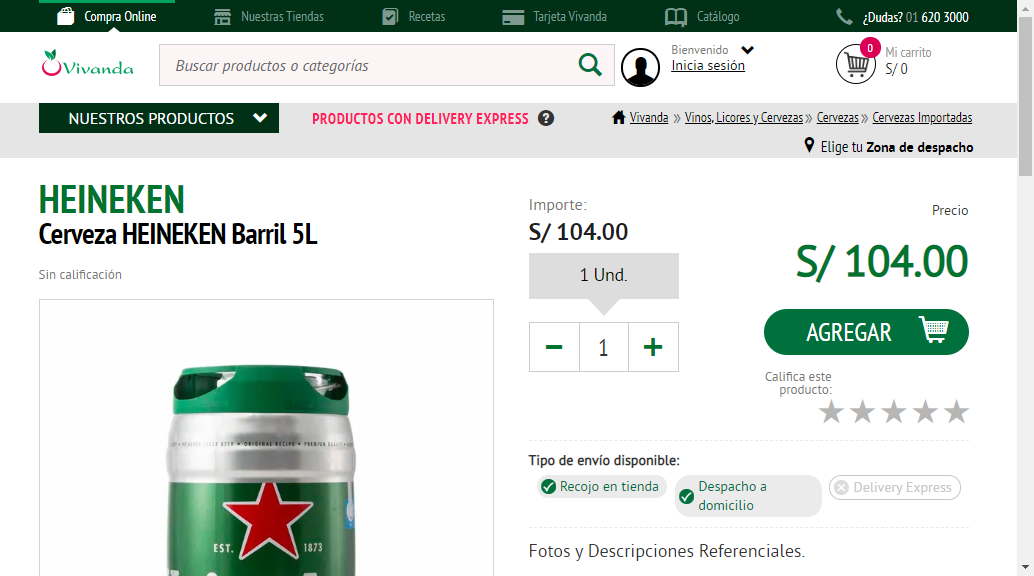 Compra Online
Nuestras Tiendas
Recetas
Tarjeta Vivanda
Catálogo
¿Dudas? 01 620 3000
Vivanda
Buscar productos o categorías
Bienvenido
Inicia sesión
0
Mi carrito
S/ 0
NUESTROS PRODUCTOS
PRODUCTOS CON DELIVERY EXPRESS ?
Vivanda » Vinos, Licores y Cervezas » Cervezas » Cervezas Importadas
Elige tu Zona de despacho
HEINEKEN
Cerveza HEINEKEN Barril 5L
Sin calificación
Importe:
S/ 104.00
1 Und.
− 1 +
Precio
S/ 104.00
AGREGAR
Califica este
producto:
Tipo de envío disponible:
Recojo en tienda
Despacho a
domicilio
Delivery Express
Fotos y Descripciones Referenciales.
BEER • ORIGINAL RECIPE • PREMIUM
EST. 1873